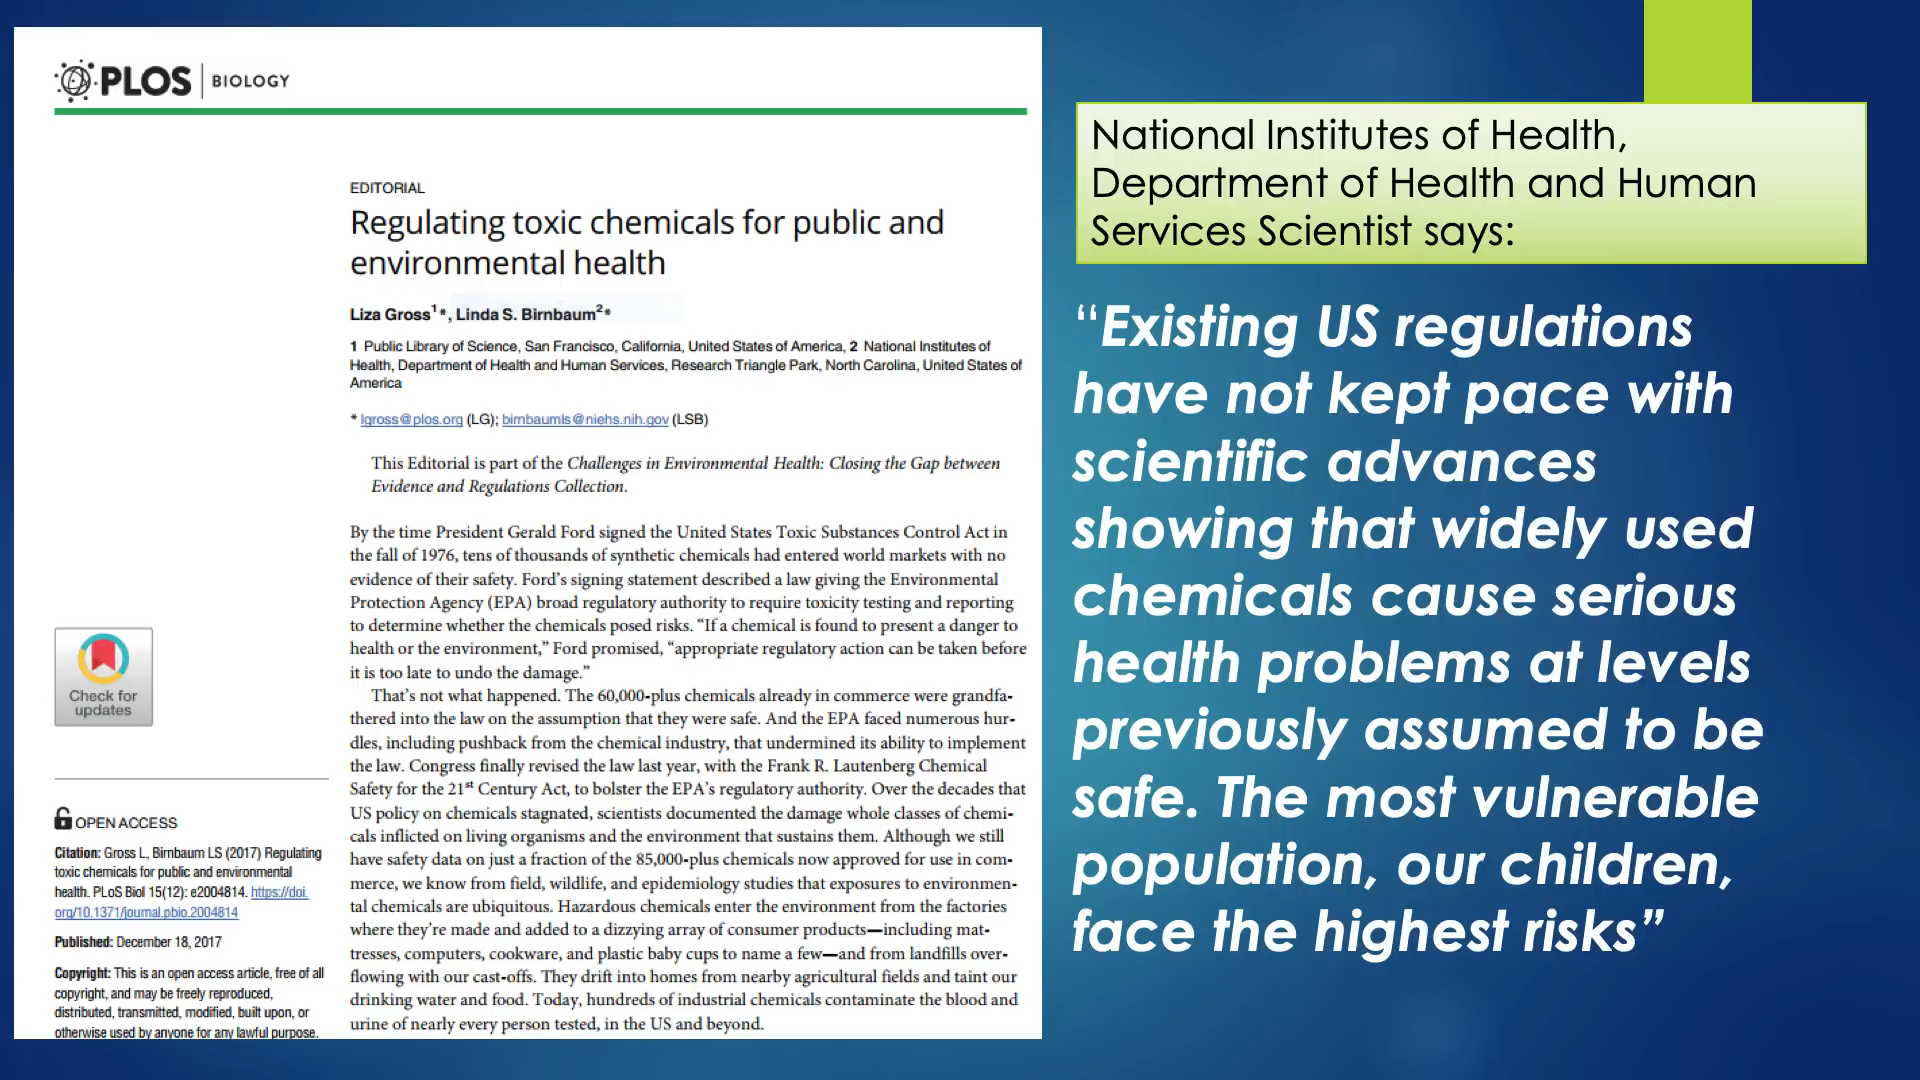 PLOS | BIOLOGY
EDITORIAL
Regulating toxic chemicals for public and
environmental health
Liza Gross1*, Linda S. Birnbaum2*
1 Public Library of Science, San Francisco, California, United States of America, 2 National Institutes of
Health, Department of Health and Human Services, Research Triangle Park, North Carolina, United States of
America
* lgross@plos.org (LG); birnbaumls@niehs.nih.gov (LSB)
This Editorial is part of the Challenges in Environmental Health: Closing the Gap between
Evidence and Regulations Collection.
By the time President Gerald Ford signed the United States Toxic Substances Control Act in
the fall of 1976, tens of thousands of synthetic chemicals had entered world markets with no
evidence of their safety. Ford’s signing statement described a law giving the Environmental
Protection Agency (EPA) broad regulatory authority to require toxicity testing and reporting
to determine whether the chemicals posed risks. “If a chemical is found to present a danger to
health or the environment,” Ford promised, “appropriate regulatory action can be taken before
it is too late to undo the damage.”
That’s not what happened. The 60,000-plus chemicals already in commerce were grandfa-
thered into the law on the assumption that they were safe. And the EPA faced numerous hur-
dles, including pushback from the chemical industry, that undermined its ability to implement
the law. Congress finally revised the law last year, with the Frank R. Lautenberg Chemical
Safety for the 21st Century Act, to bolster the EPA’s regulatory authority. Over the decades that
US policy on chemicals stagnated, scientists documented the damage whole classes of chemi-
cals inflicted on living organisms and the environment that sustains them. Although we still
have safety data on just a fraction of the 85,000-plus chemicals now approved for use in com-
merce, we know from field, wildlife, and epidemiology studies that exposures to environmen-
tal chemicals are ubiquitous. Hazardous chemicals enter the environment from the factories
where they’re made and added to a dizzying array of consumer products—including mat-
tresses, computers, cookware, and plastic baby cups to name a few—and from landfills over-
flowing with our cast-offs. They drift into homes from nearby agricultural fields and taint our
drinking water and food. Today, hundreds of industrial chemicals contaminate the blood and
urine of nearly every person tested, in the US and beyond.
Check for
updates
OPEN ACCESS
Citation: Gross L, Birnbaum LS (2017) Regulating
toxic chemicals for public and environmental
health. PLoS Biol 15(12): e2004814. https://doi.
org/10.1371/journal.pbio.2004814
Published: December 18, 2017
Copyright: This is an open access article, free of all
copyright, and may be freely reproduced,
distributed, transmitted, modified, built upon, or
otherwise used by anyone for any lawful purpose.
National Institutes of Health,
Department of Health and Human
Services Scientist says:
“Existing US regulations
have not kept pace with
scientific advances
showing that widely used
chemicals cause serious
health problems at levels
previously assumed to be
safe. The most vulnerable
population, our children,
face the highest risks”